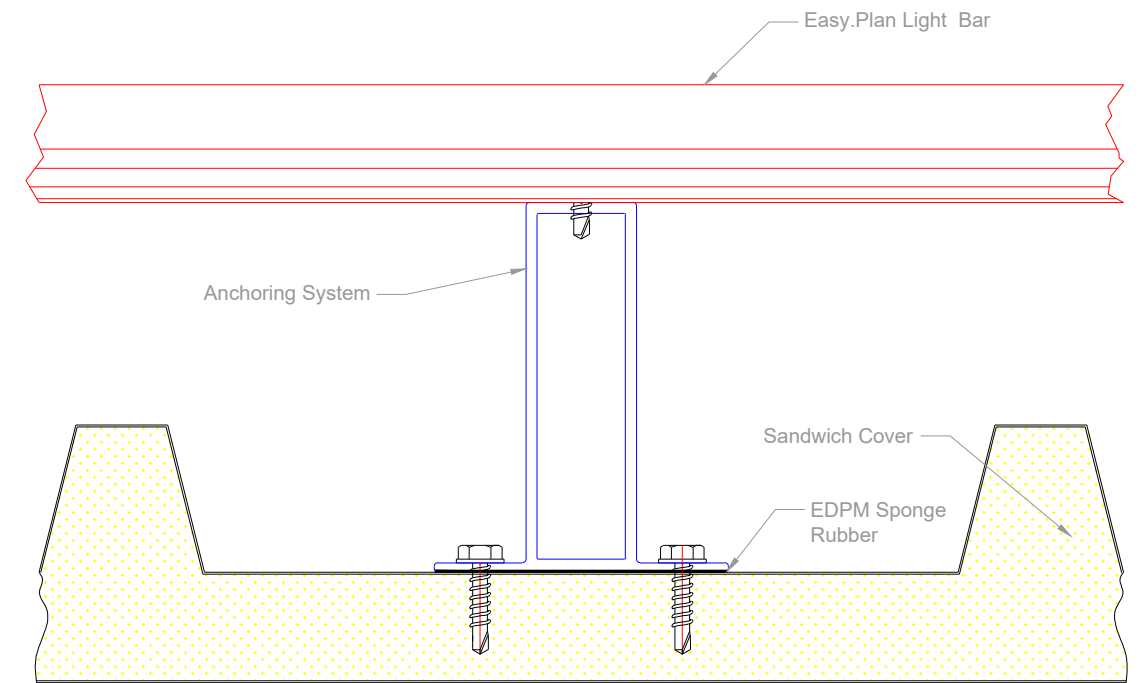 Easy.Plan Light  Bar
Anchoring System
Sandwich Cover
EDPM Sponge
Rubber